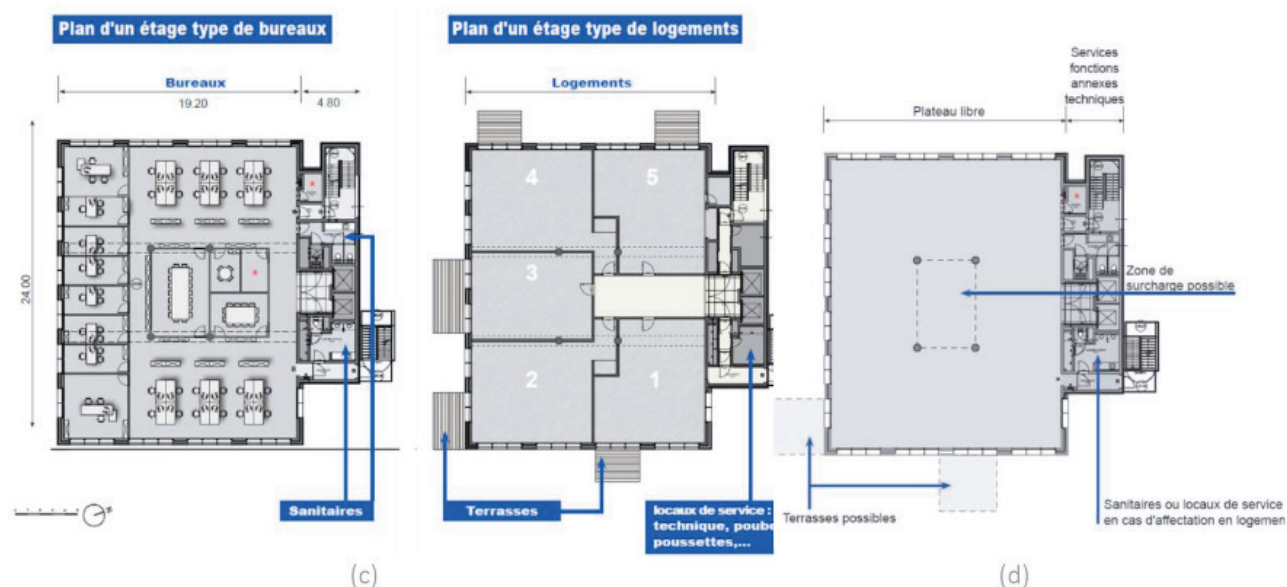 Plan d'un étage type de bureaux
Plan d'un étage type de logements
Bureaux
19.20
4.80
24.00
Sanitaires
(c)
Logements
4
5
3
2
1
Terrasses
locaux de service :
technique, poube
poussettes,...
Services
fonctions
annexes
techniques
Plateau libre
Zone de
surcharge possible
Terrasses possibles
Sanitaires ou locaux de service
en cas d'affectation en logemen
(d)